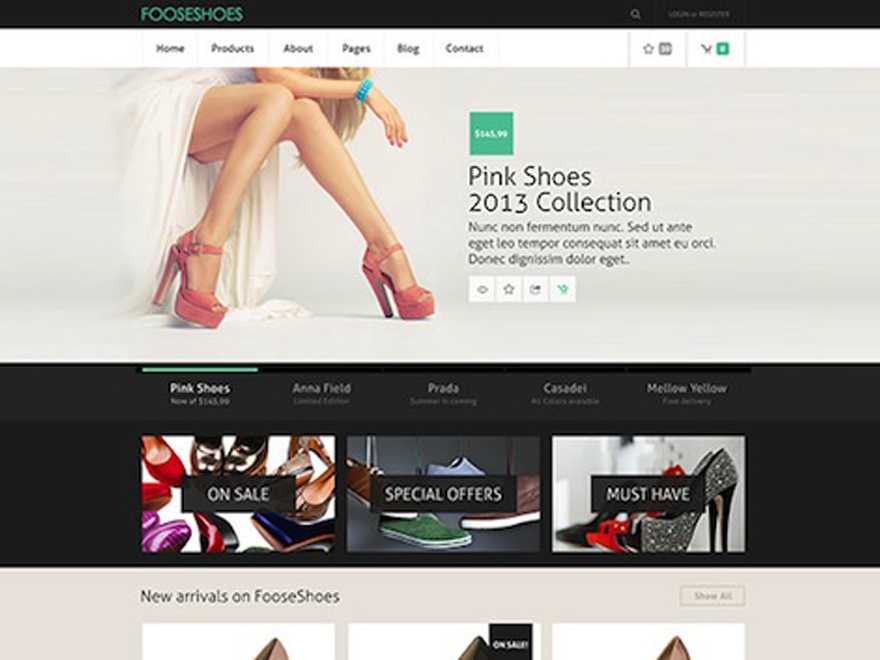 FOOSESHOES
LOGIN or REGISTER
Home Products About Pages Blog Contact
$145,99
Pink Shoes
2013 Collection
Nunc non fermentum nunc. Sed ut ante
eget leo tempor consequat sit amet eu orci.
Donec dignissim dolor eget..
Pink Shoes Anna Field Prada Casadei Mellow Yellow
Now of $145,99 Limited Edition Summer is coming All Colors available Free delivery
ON SALE SPECIAL OFFERS MUST HAVE
New arrivals on FooseShoes Show All
ON SALE!